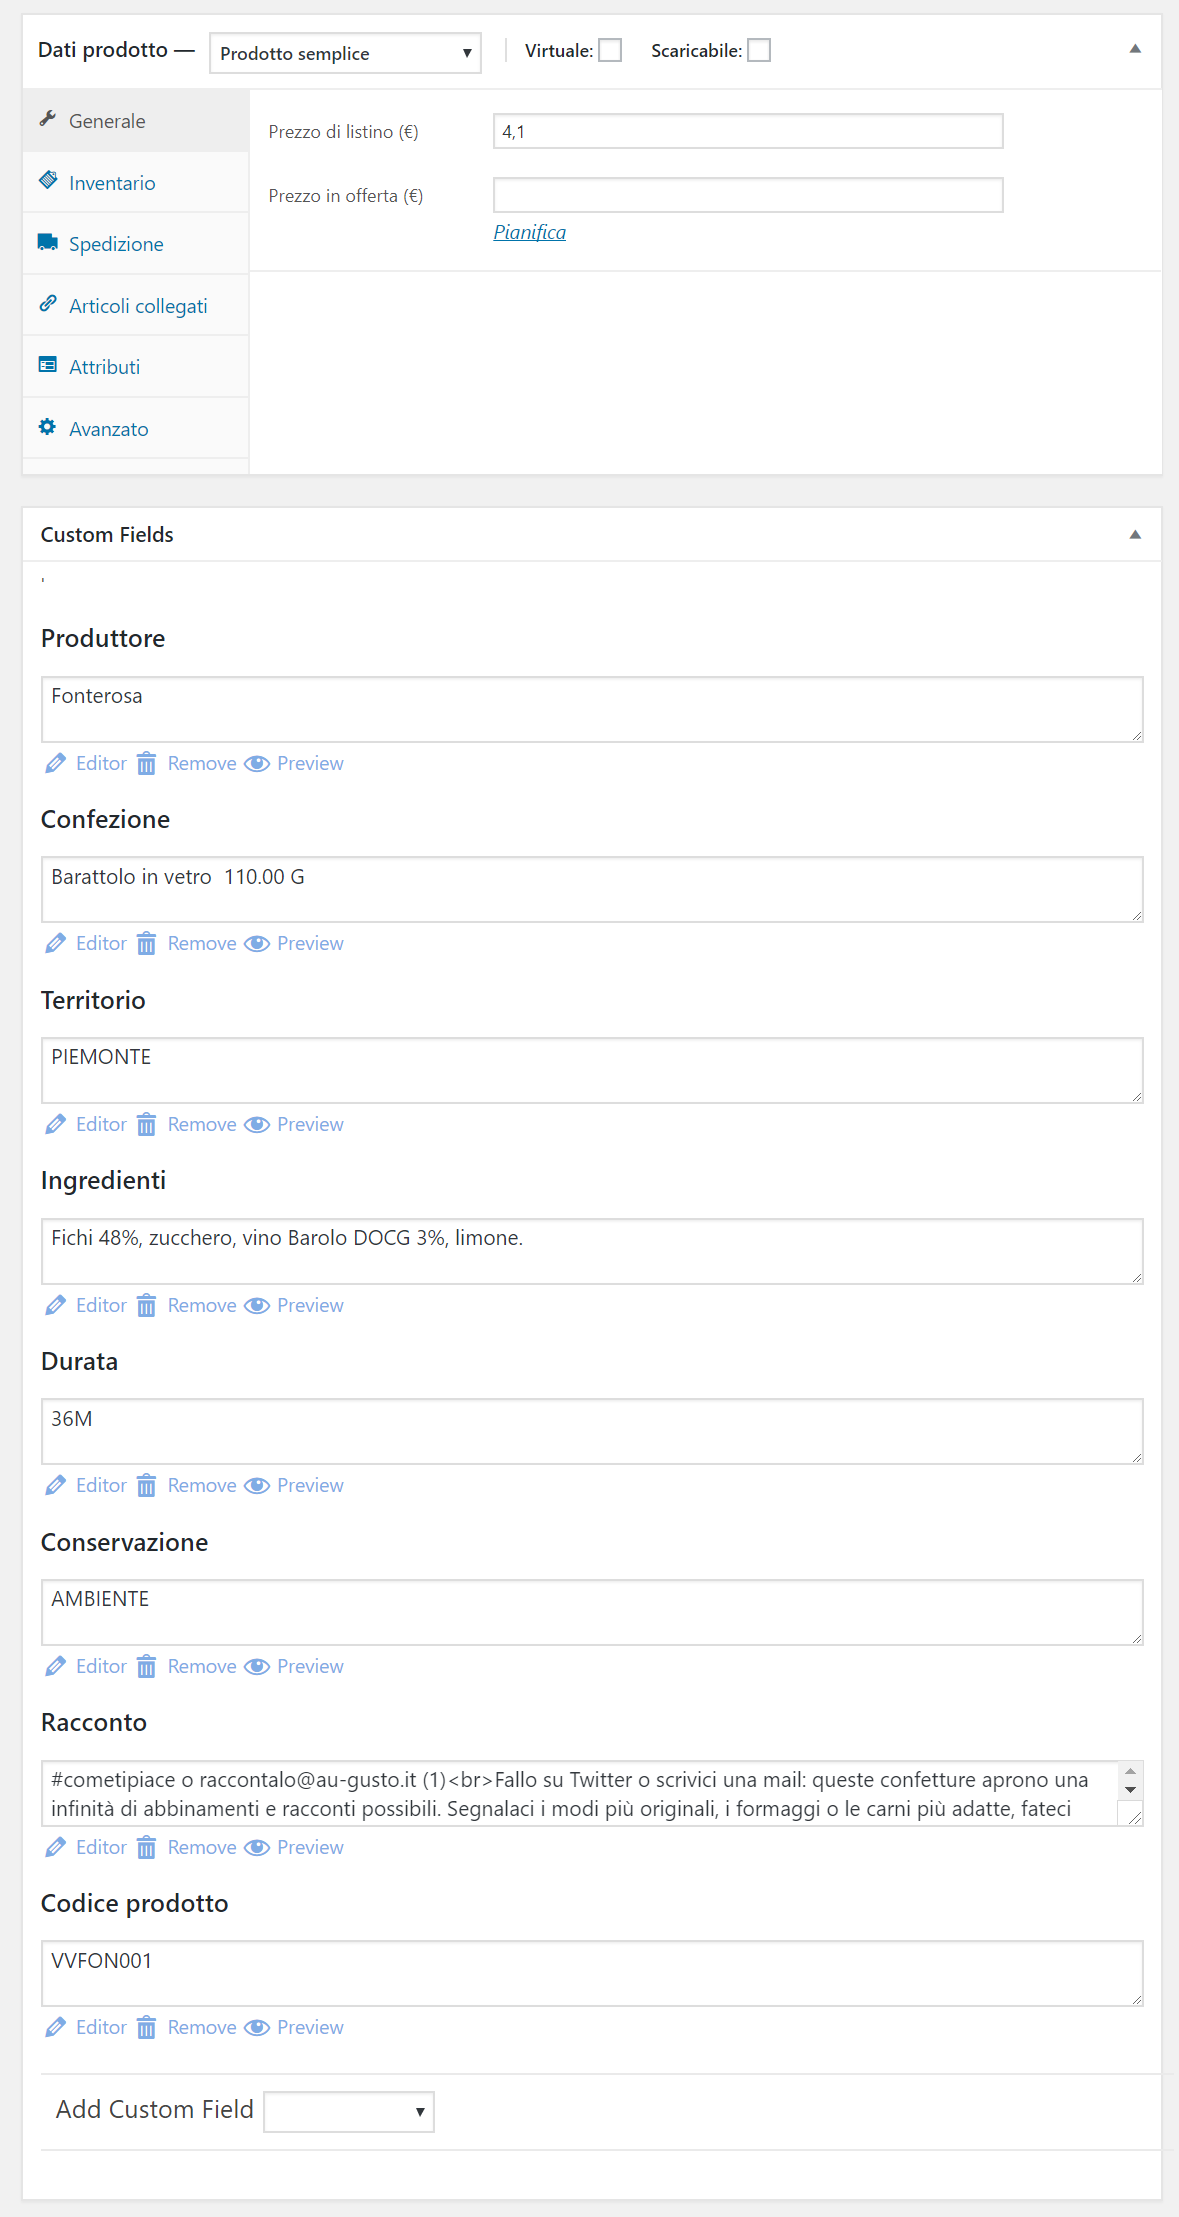 Dati prodotto — Prodotto semplice Virtuale: Scaricabile:
Generale
Inventario
Spedizione
Articoli collegati
Attributi
Avanzato
Prezzo di listino (€) 4,1
Prezzo in offerta (€)
Pianifica
Custom Fields
'
Produttore
Fonterosa
Editor Remove Preview
Confezione
Barattolo in vetro  110.00 G
Editor Remove Preview
Territorio
PIEMONTE
Editor Remove Preview
Ingredienti
Fichi 48%, zucchero, vino Barolo DOCG 3%, limone.
Editor Remove Preview
Durata
36M
Editor Remove Preview
Conservazione
AMBIENTE
Editor Remove Preview
Racconto
#cometipiace o raccontalo@au-gusto.it (1)<br>Fallo su Twitter o scrivici una mail: queste confetture aprono una
infinità di abbinamenti e racconti possibili. Segnalaci i modi più originali, i formaggi o le carni più adatte, fateci
Editor Remove Preview
Codice prodotto
VVFON001
Editor Remove Preview
Add Custom Field